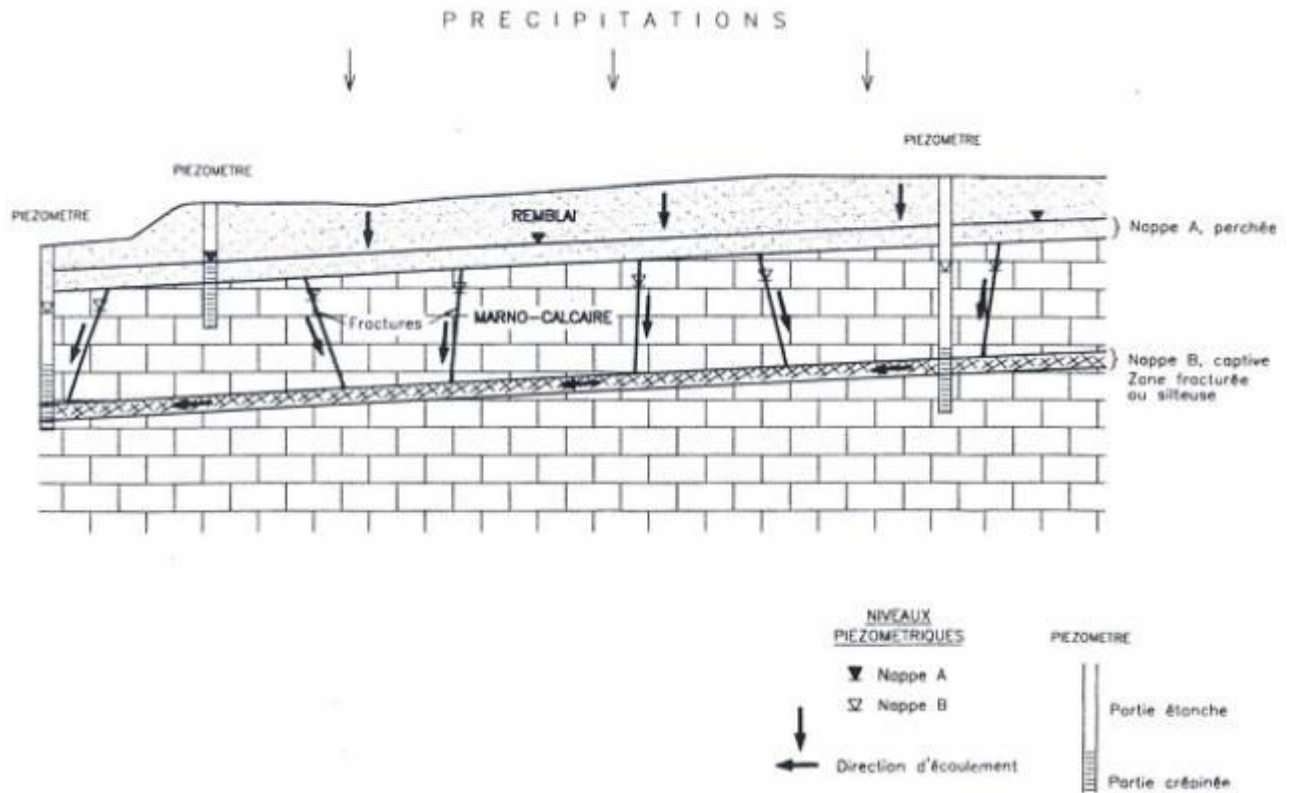 PRECIPITATIONS
PIEZOMETRE
PIEZOMETRE
PIEZOMETRE
REMBLAI
Nappe A, perchée
Fractures
MARNO-CALCAIRE
Nappe B, captive
Zone fracturée
ou silteuse
NIVEAUX
PIEZOMETRIQUES
Nappe A
Nappe B
Direction d'écoulement
PIEZOMETRE
Partie étanche
Partie crépinée